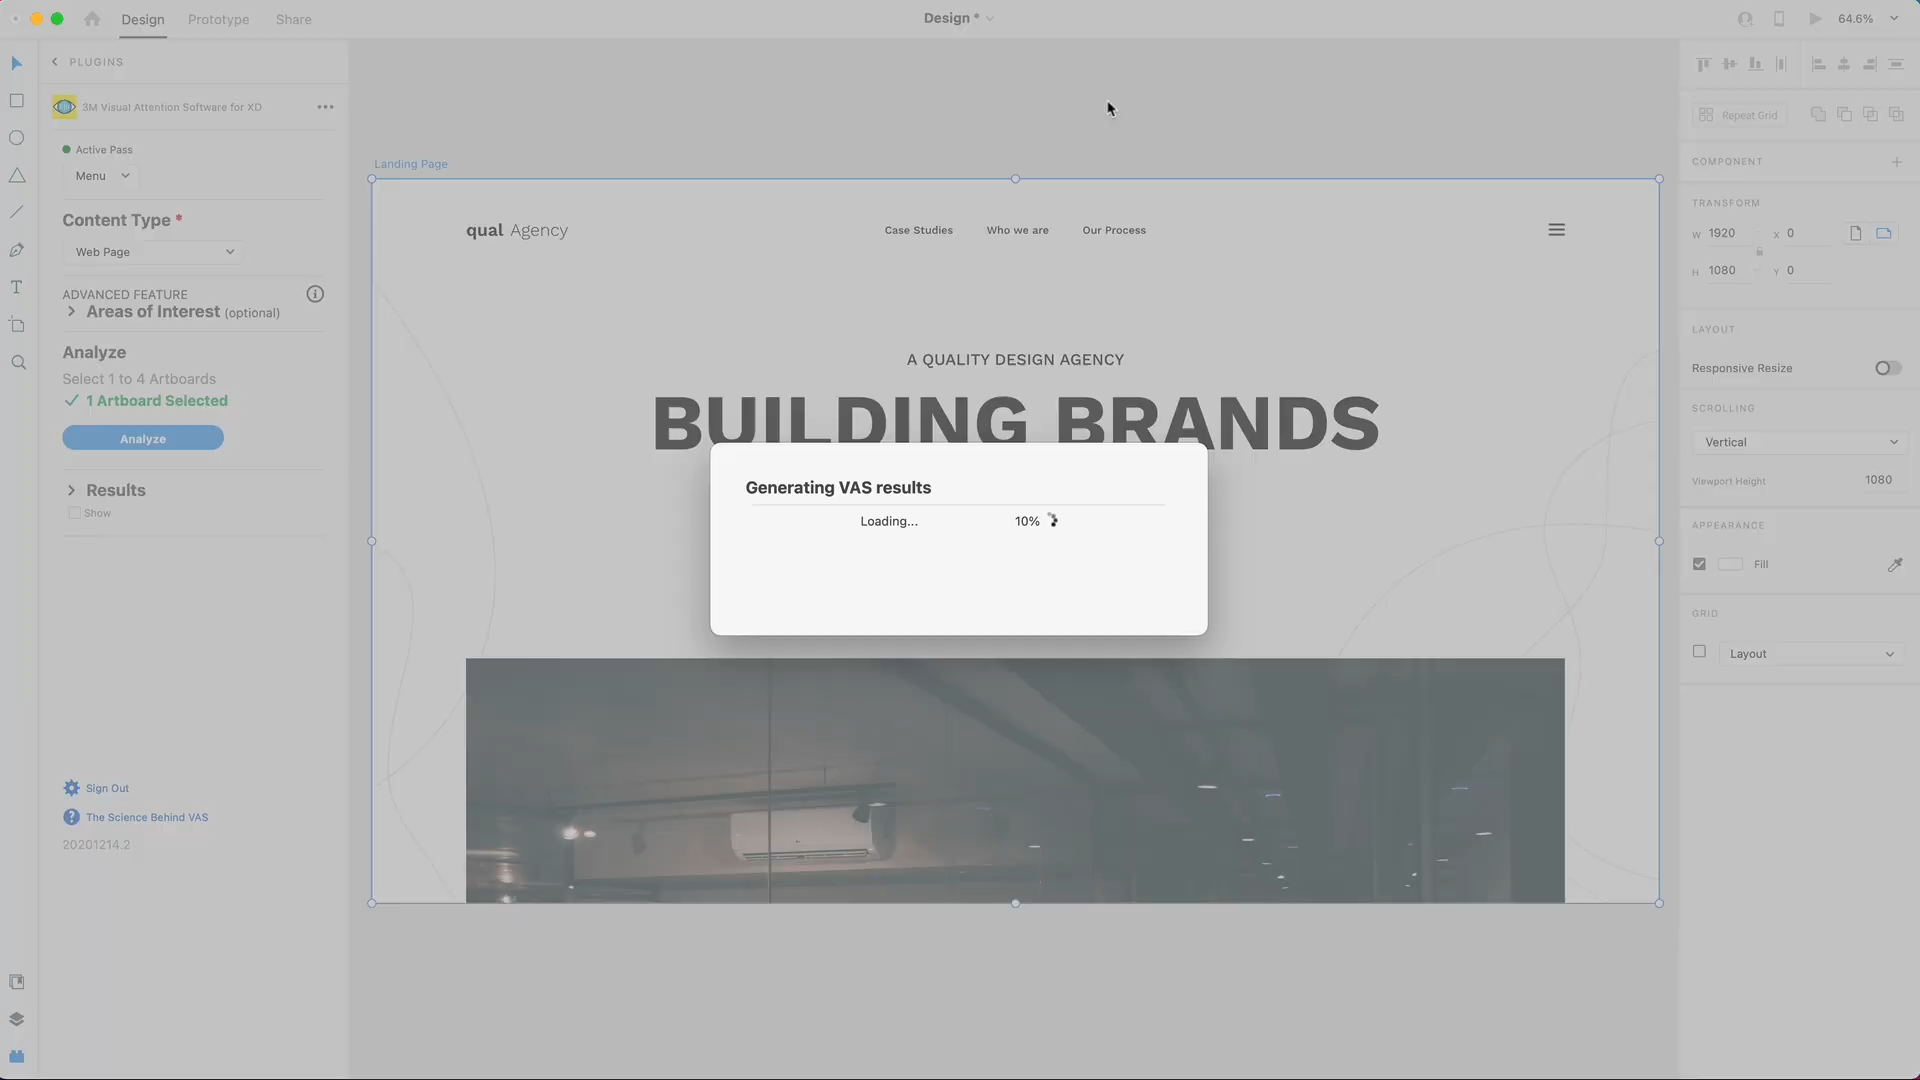 Design
Prototype
Share
Design *
64.6%
PLUGINS
3M Visual Attention Software for XD
Active Pass
Menu
Content Type *
Web Page
ADVANCED FEATURE
Areas of Interest (optional)
Analyze
Select 1 to 4 Artboards
1 Artboard Selected
Analyze
Results
Show
Sign Out
The Science Behind VAS
20201214.2
Landing Page
qual Agency
Case Studies
Who we are
Our Process
A QUALITY DESIGN AGENCY
BUILDING BRANDS
Generating VAS results
Loading...
10%
Repeat Grid
COMPONENT
TRANSFORM
W 1920
X 0
H 1080
Y 0
LAYOUT
Responsive Resize
SCROLLING
Vertical
Viewport Height
1080
APPEARANCE
Fill
GRID
Layout